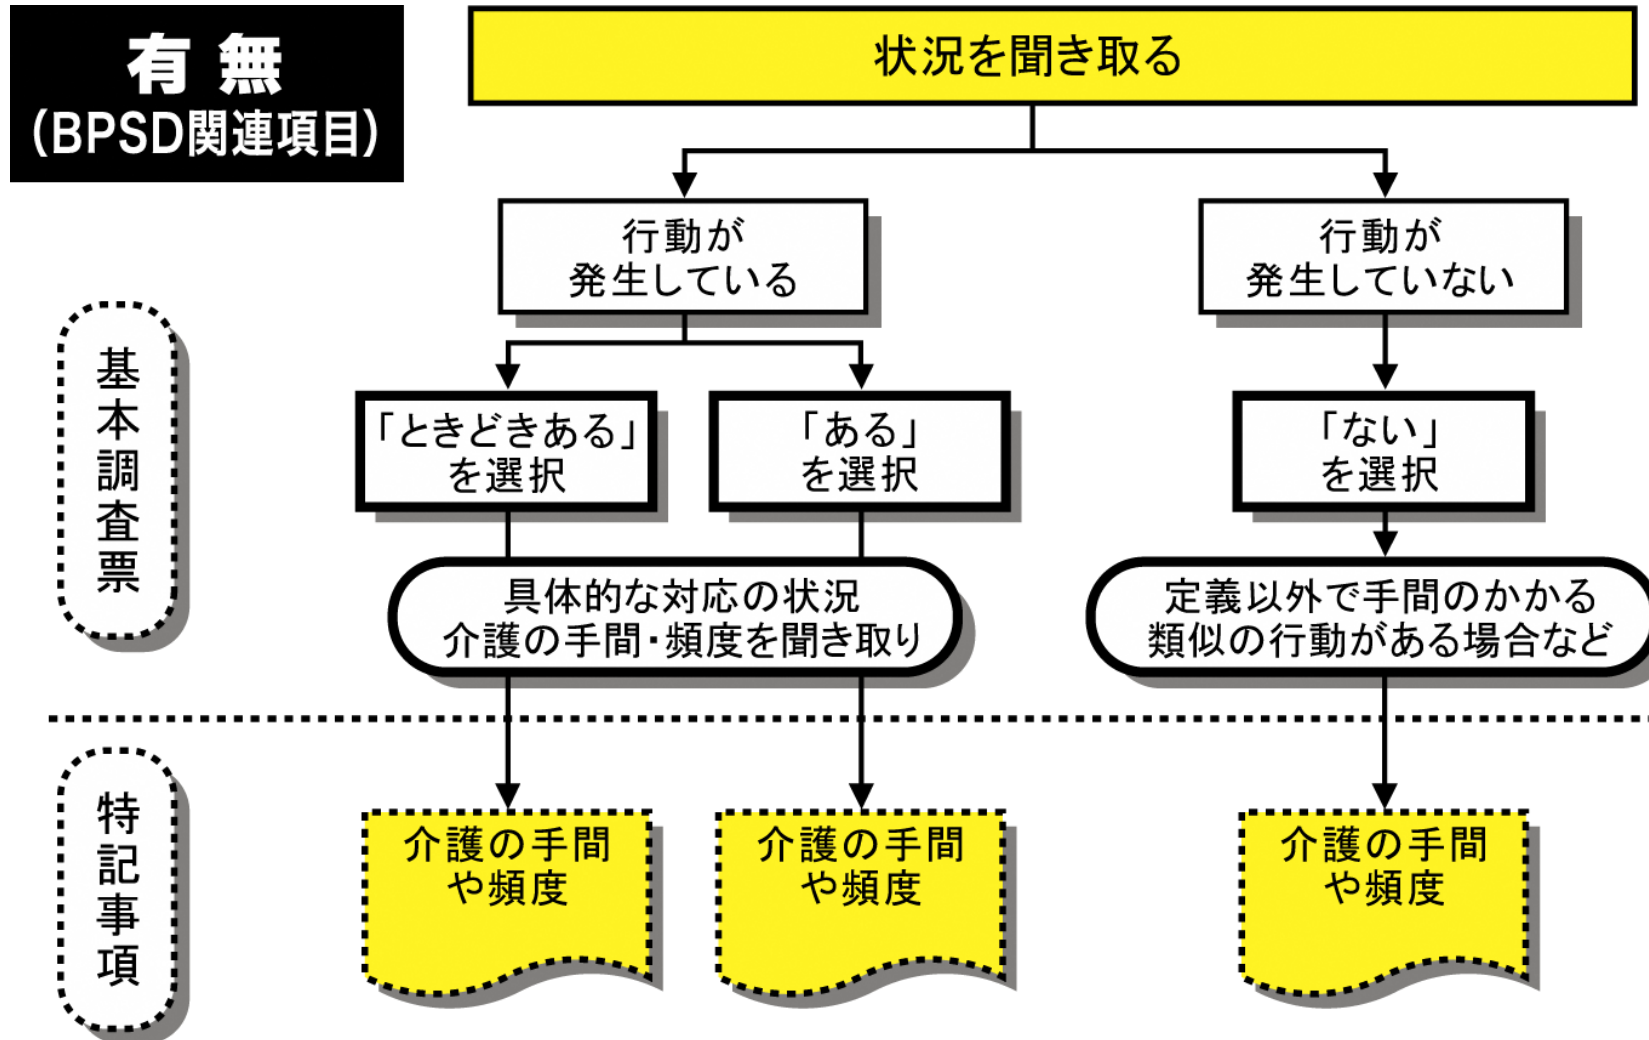 有無
(BPSD関連項目)
状況を聞き取る
行動が
発生している
行動が
発生していない
基本調査票
「ときどきある」
を選択
「ある」
を選択
「ない」
を選択
具体的な対応の状況
介護の手間・頻度を聞き取り
定義以外で手間のかかる
類似の行動がある場合など
特記事項
介護の手間
や頻度
介護の手間
や頻度
介護の手間
や頻度